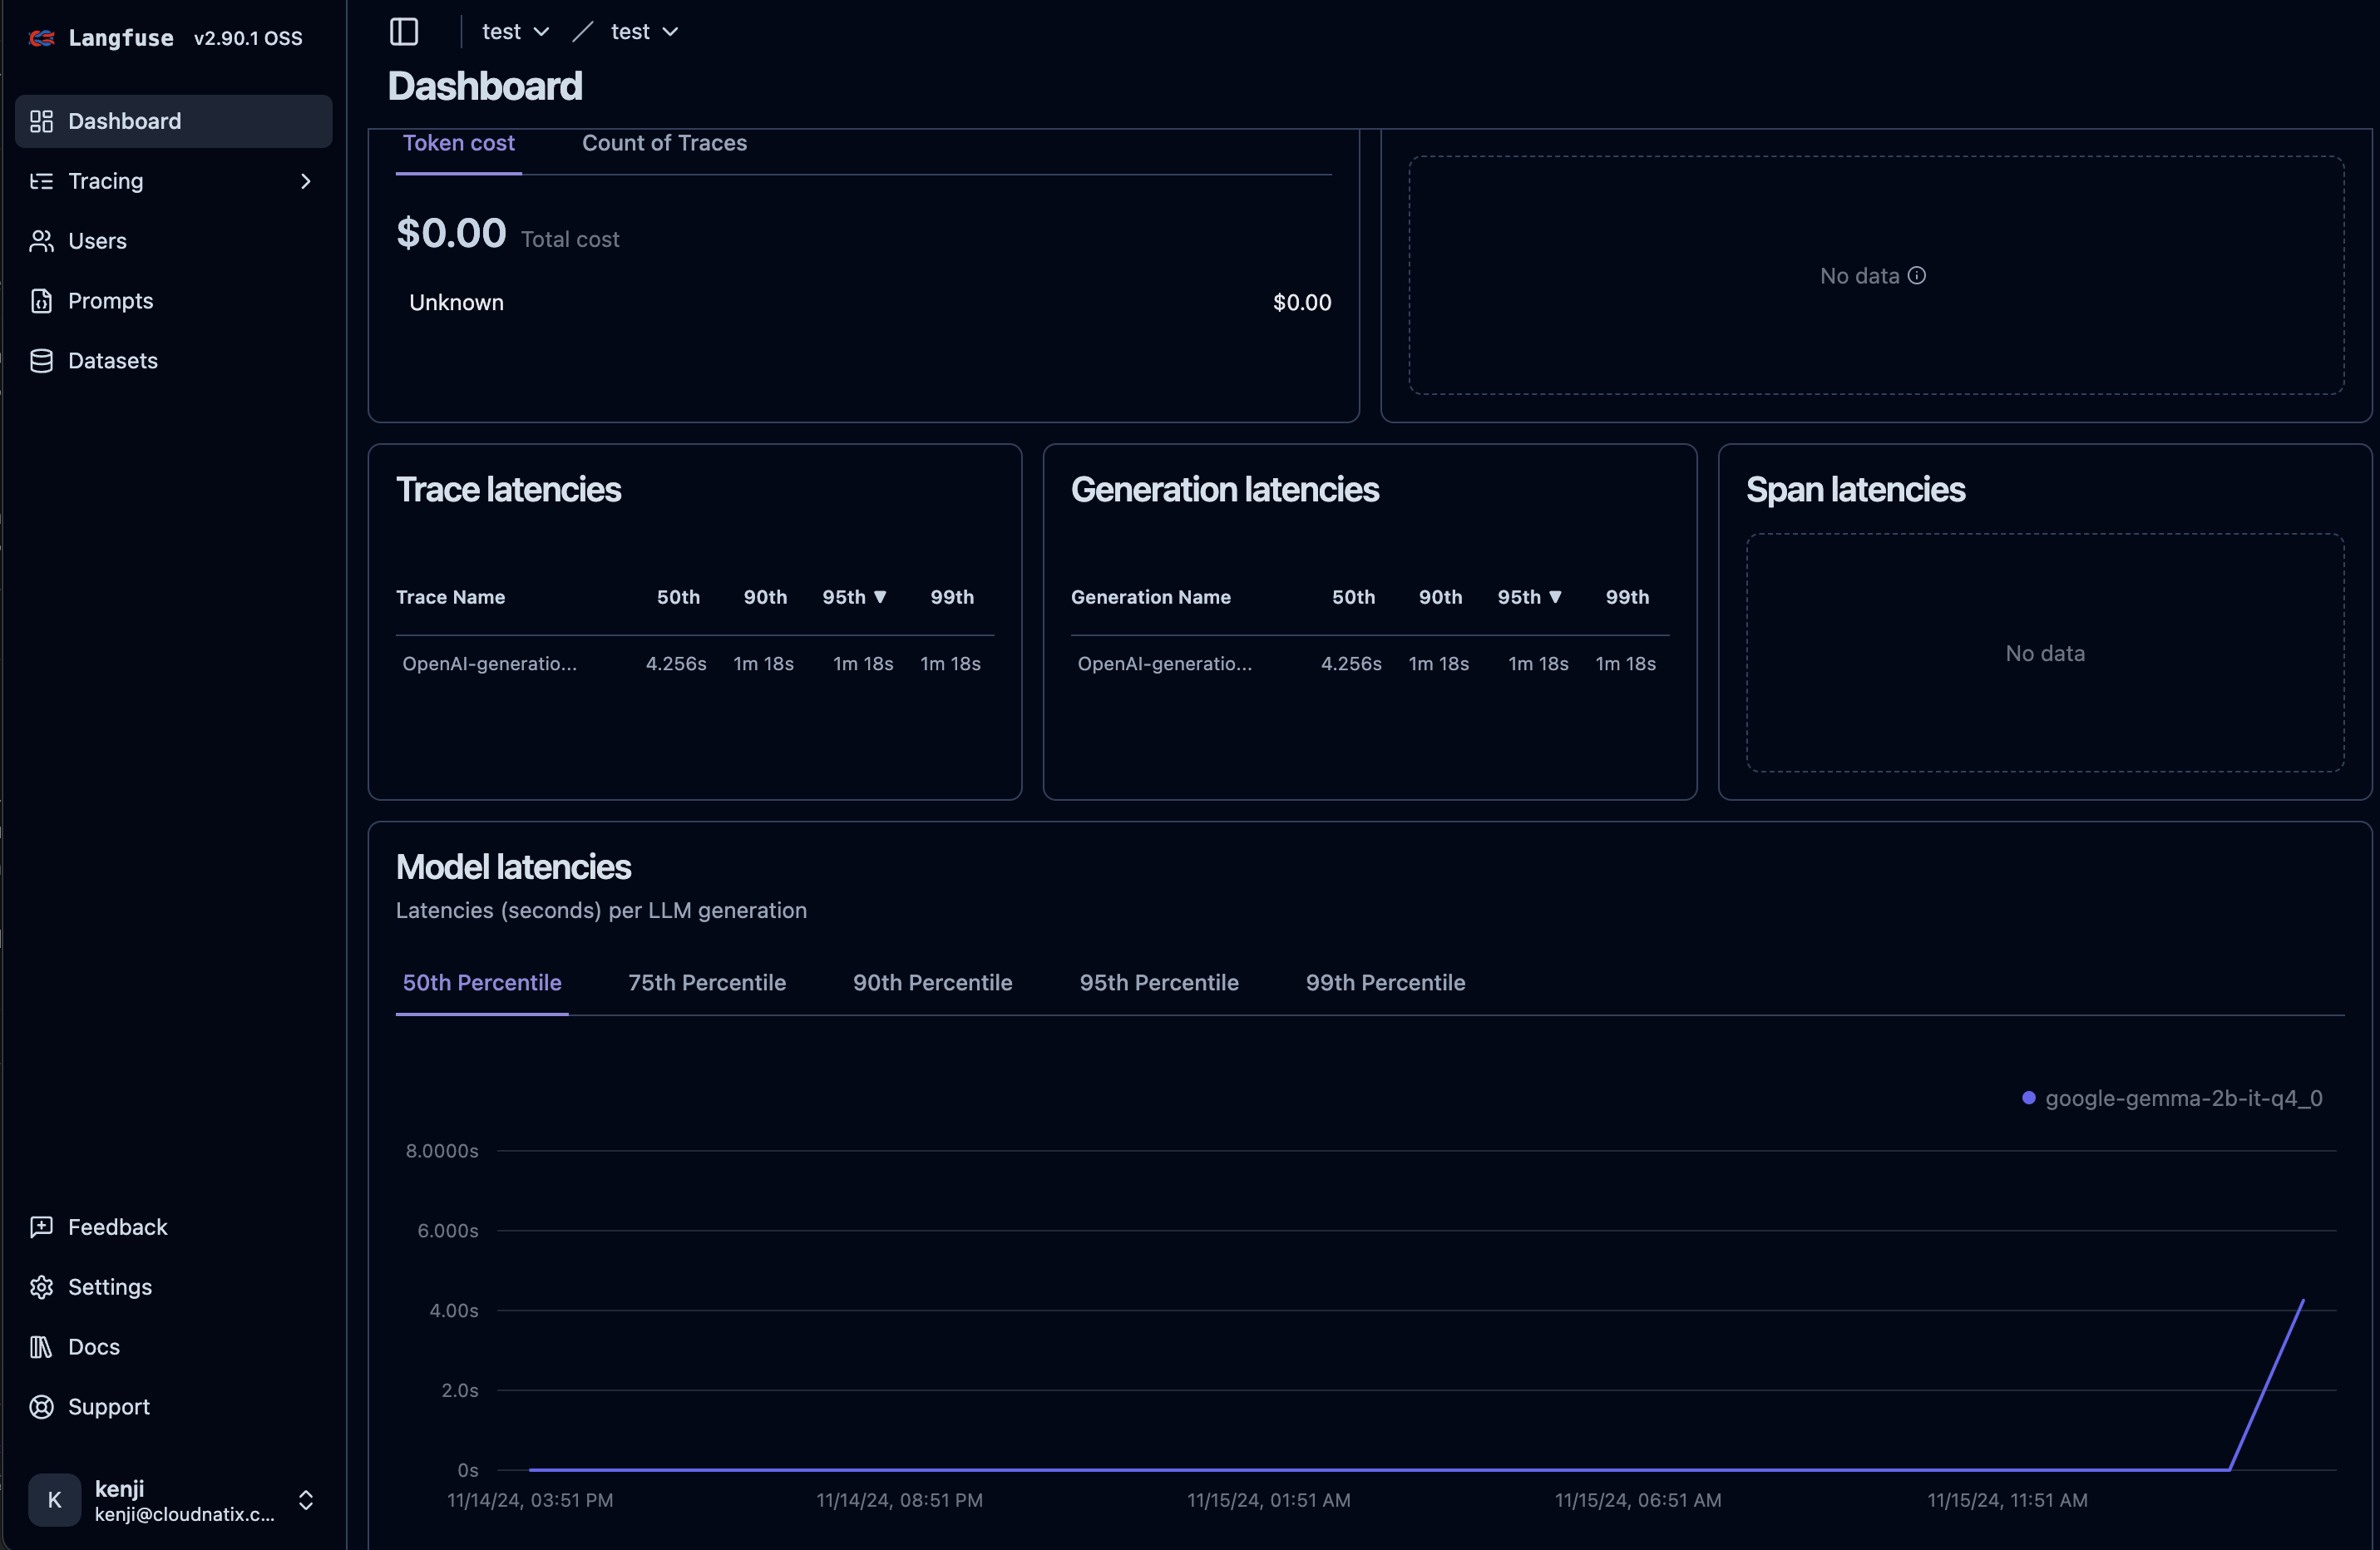 Langfuse v2.90.1 OSS
Dashboard
Tracing
Users
Prompts
Datasets
Feedback
Settings
Docs
Support
K
kenji
kenji@cloudnatix.c...
test
test
Dashboard
Token cost Count of Traces
$0.00 Total cost
Unknown $0.00
No data
Trace latencies
Trace Name 50th 90th 95th ▼ 99th
OpenAI-generatio... 4.256s 1m 18s 1m 18s 1m 18s
Generation latencies
Generation Name 50th 90th 95th ▼ 99th
OpenAI-generatio... 4.256s 1m 18s 1m 18s 1m 18s
Span latencies
No data
Model latencies
Latencies (seconds) per LLM generation
50th Percentile 75th Percentile 90th Percentile 95th Percentile 99th Percentile
google-gemma-2b-it-q4_0
8.0000s
6.000s
4.00s
2.0s
0s
11/14/24, 03:51 PM 11/14/24, 08:51 PM 11/15/24, 01:51 AM 11/15/24, 06:51 AM 11/15/24, 11:51 AM